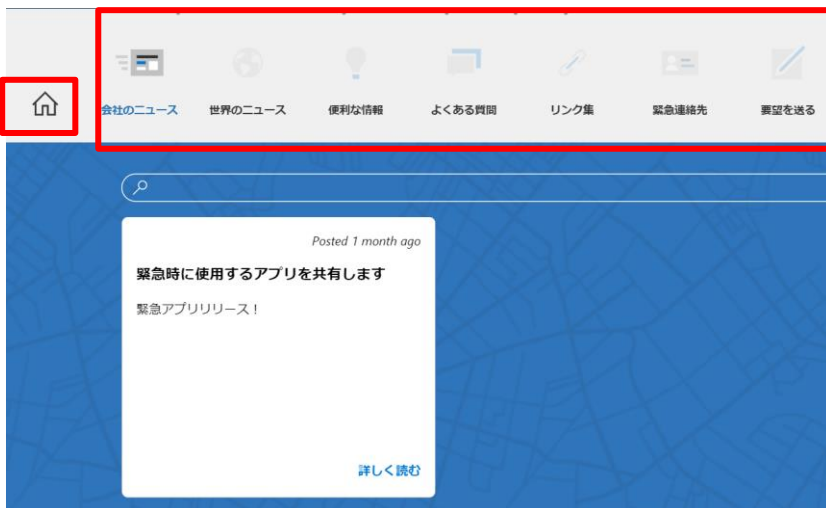 会社のニュース 世界のニュース 便利な情報 よくある質問 リンク集 緊急連絡先 要望を送る
Posted 1 month ago
緊急時に使用するアプリを共有します
緊急アプリリリース！
詳しく読む